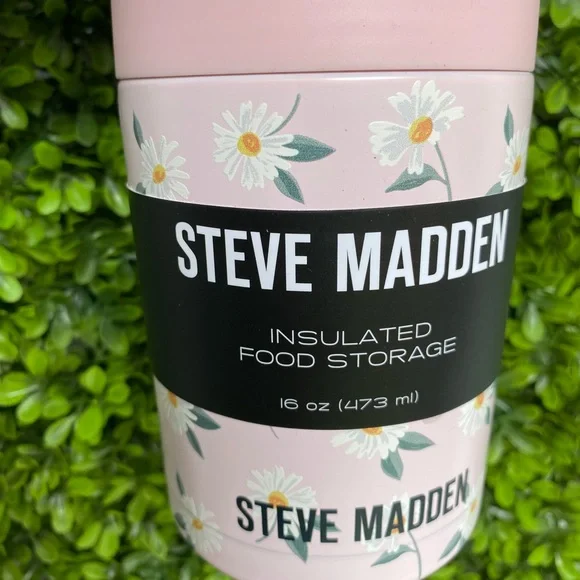 STEVE MADDEN
INSULATED
FOOD STORAGE
16 oz (473 ml)
STEVE MADDEN